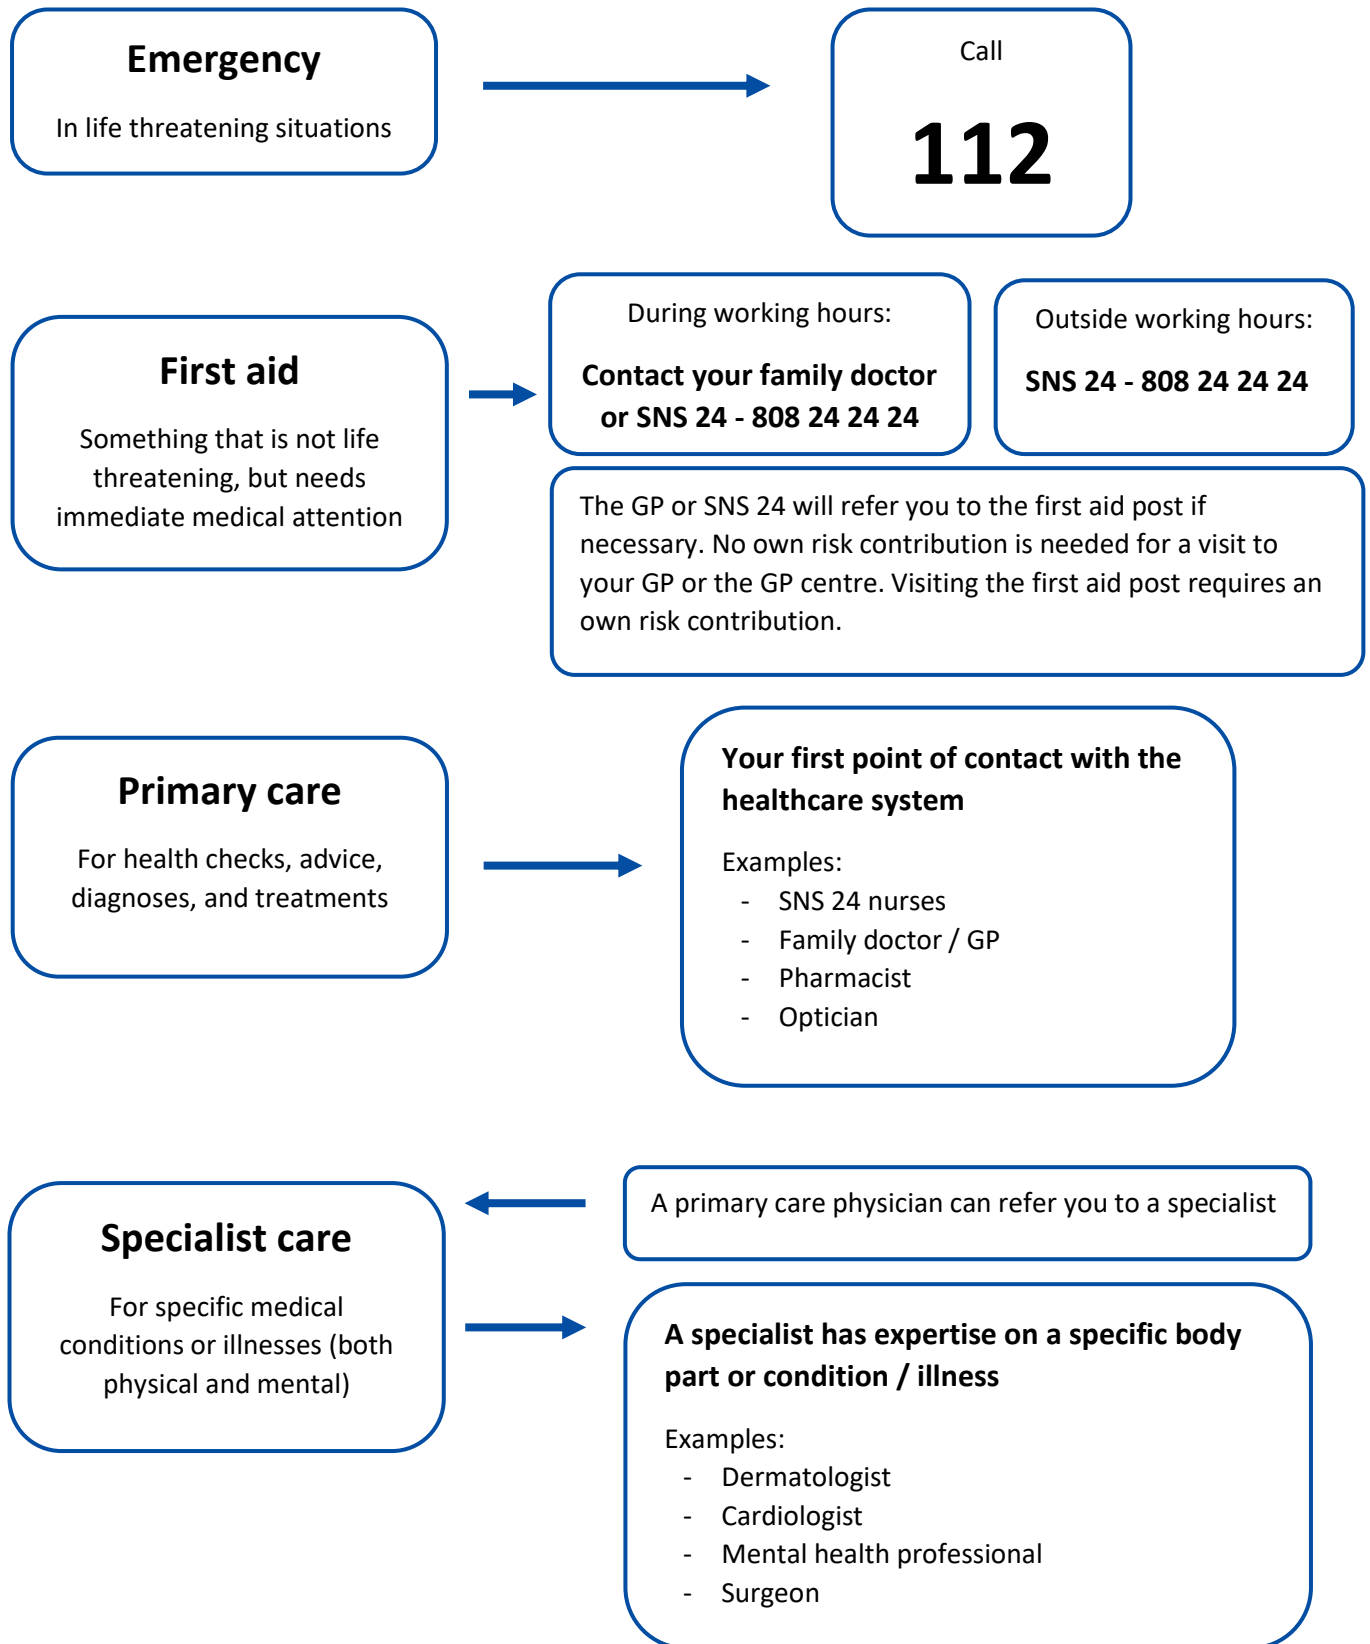 Emergency
In life threatening situations
Call
112
First aid
Something that is not life
threatening, but needs
immediate medical attention
During working hours:
Contact your family doctor
or SNS 24 - 808 24 24 24
Outside working hours:
SNS 24 - 808 24 24 24
The GP or SNS 24 will refer you to the first aid post if
necessary. No own risk contribution is needed for a visit to
your GP or the GP centre. Visiting the first aid post requires an
own risk contribution.
Primary care
For health checks, advice,
diagnoses, and treatments
Your first point of contact with the
healthcare system
Examples:
- SNS 24 nurses
- Family doctor / GP
- Pharmacist
- Optician
Specialist care
For specific medical
conditions or illnesses (both
physical and mental)
A primary care physician can refer you to a specialist
A specialist has expertise on a specific body
part or condition / illness
Examples:
- Dermatologist
- Cardiologist
- Mental health professional
- Surgeon